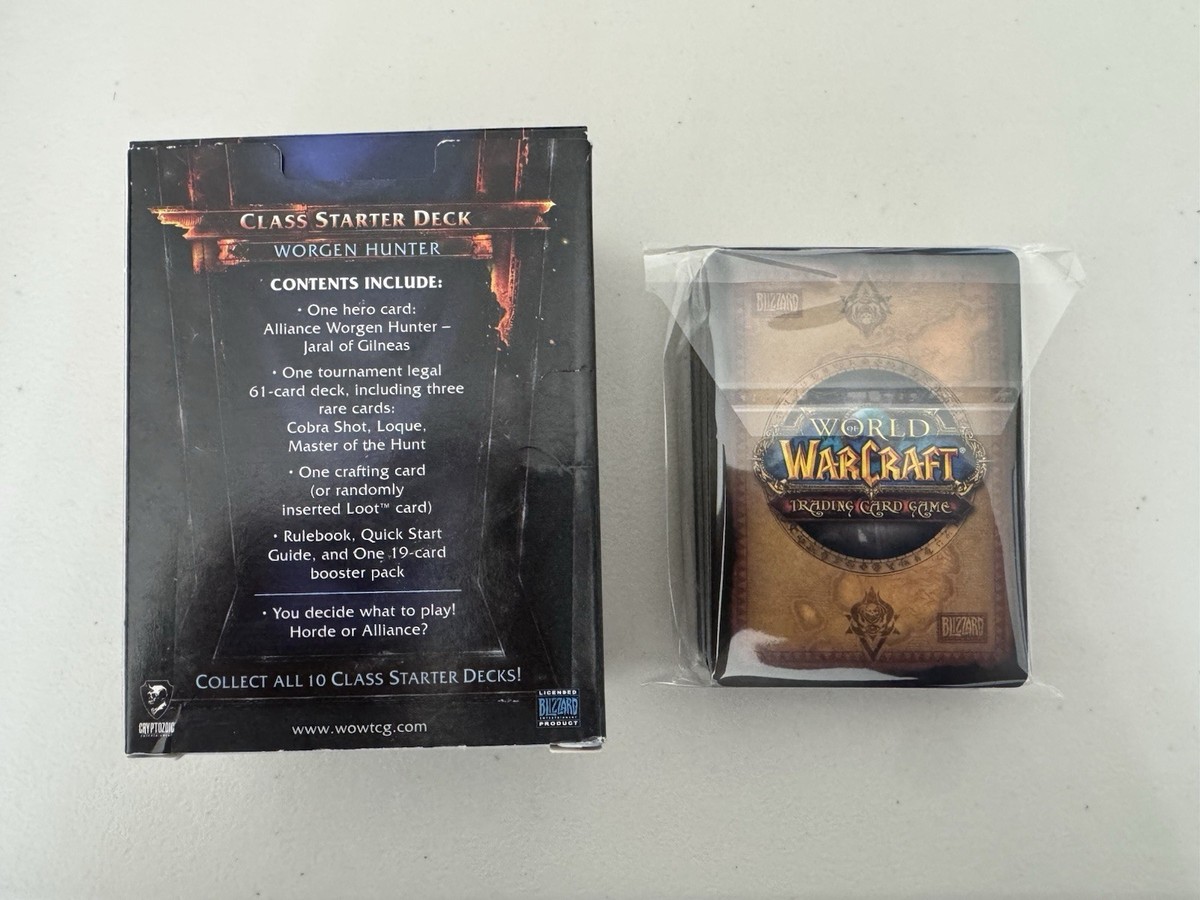 CLASS STARTER DECK
WORGEN HUNTER
CONTENTS INCLUDE:
• One hero card:
Alliance Worgen Hunter –
Jaral of Gilneas
• One tournament legal
61-card deck, including three
rare cards:
Cobra Shot, Loque,
Master of the Hunt
• One crafting card
(or randomly
inserted Loot™ card)
• Rulebook, Quick Start
Guide, and One 19-card
booster pack
• You decide what to play!
Horde or Alliance?
COLLECT ALL 10 CLASS STARTER DECKS!
CRYPTOZOIC
ENTERTAINMENT
www.wowtcg.com
LICENSED
BLIZZARD
ENTERTAINMENT
PRODUCT
BLIZZARD
WORLD
OF
WARCRAFT
TRADING CARD GAME
BLIZZARD